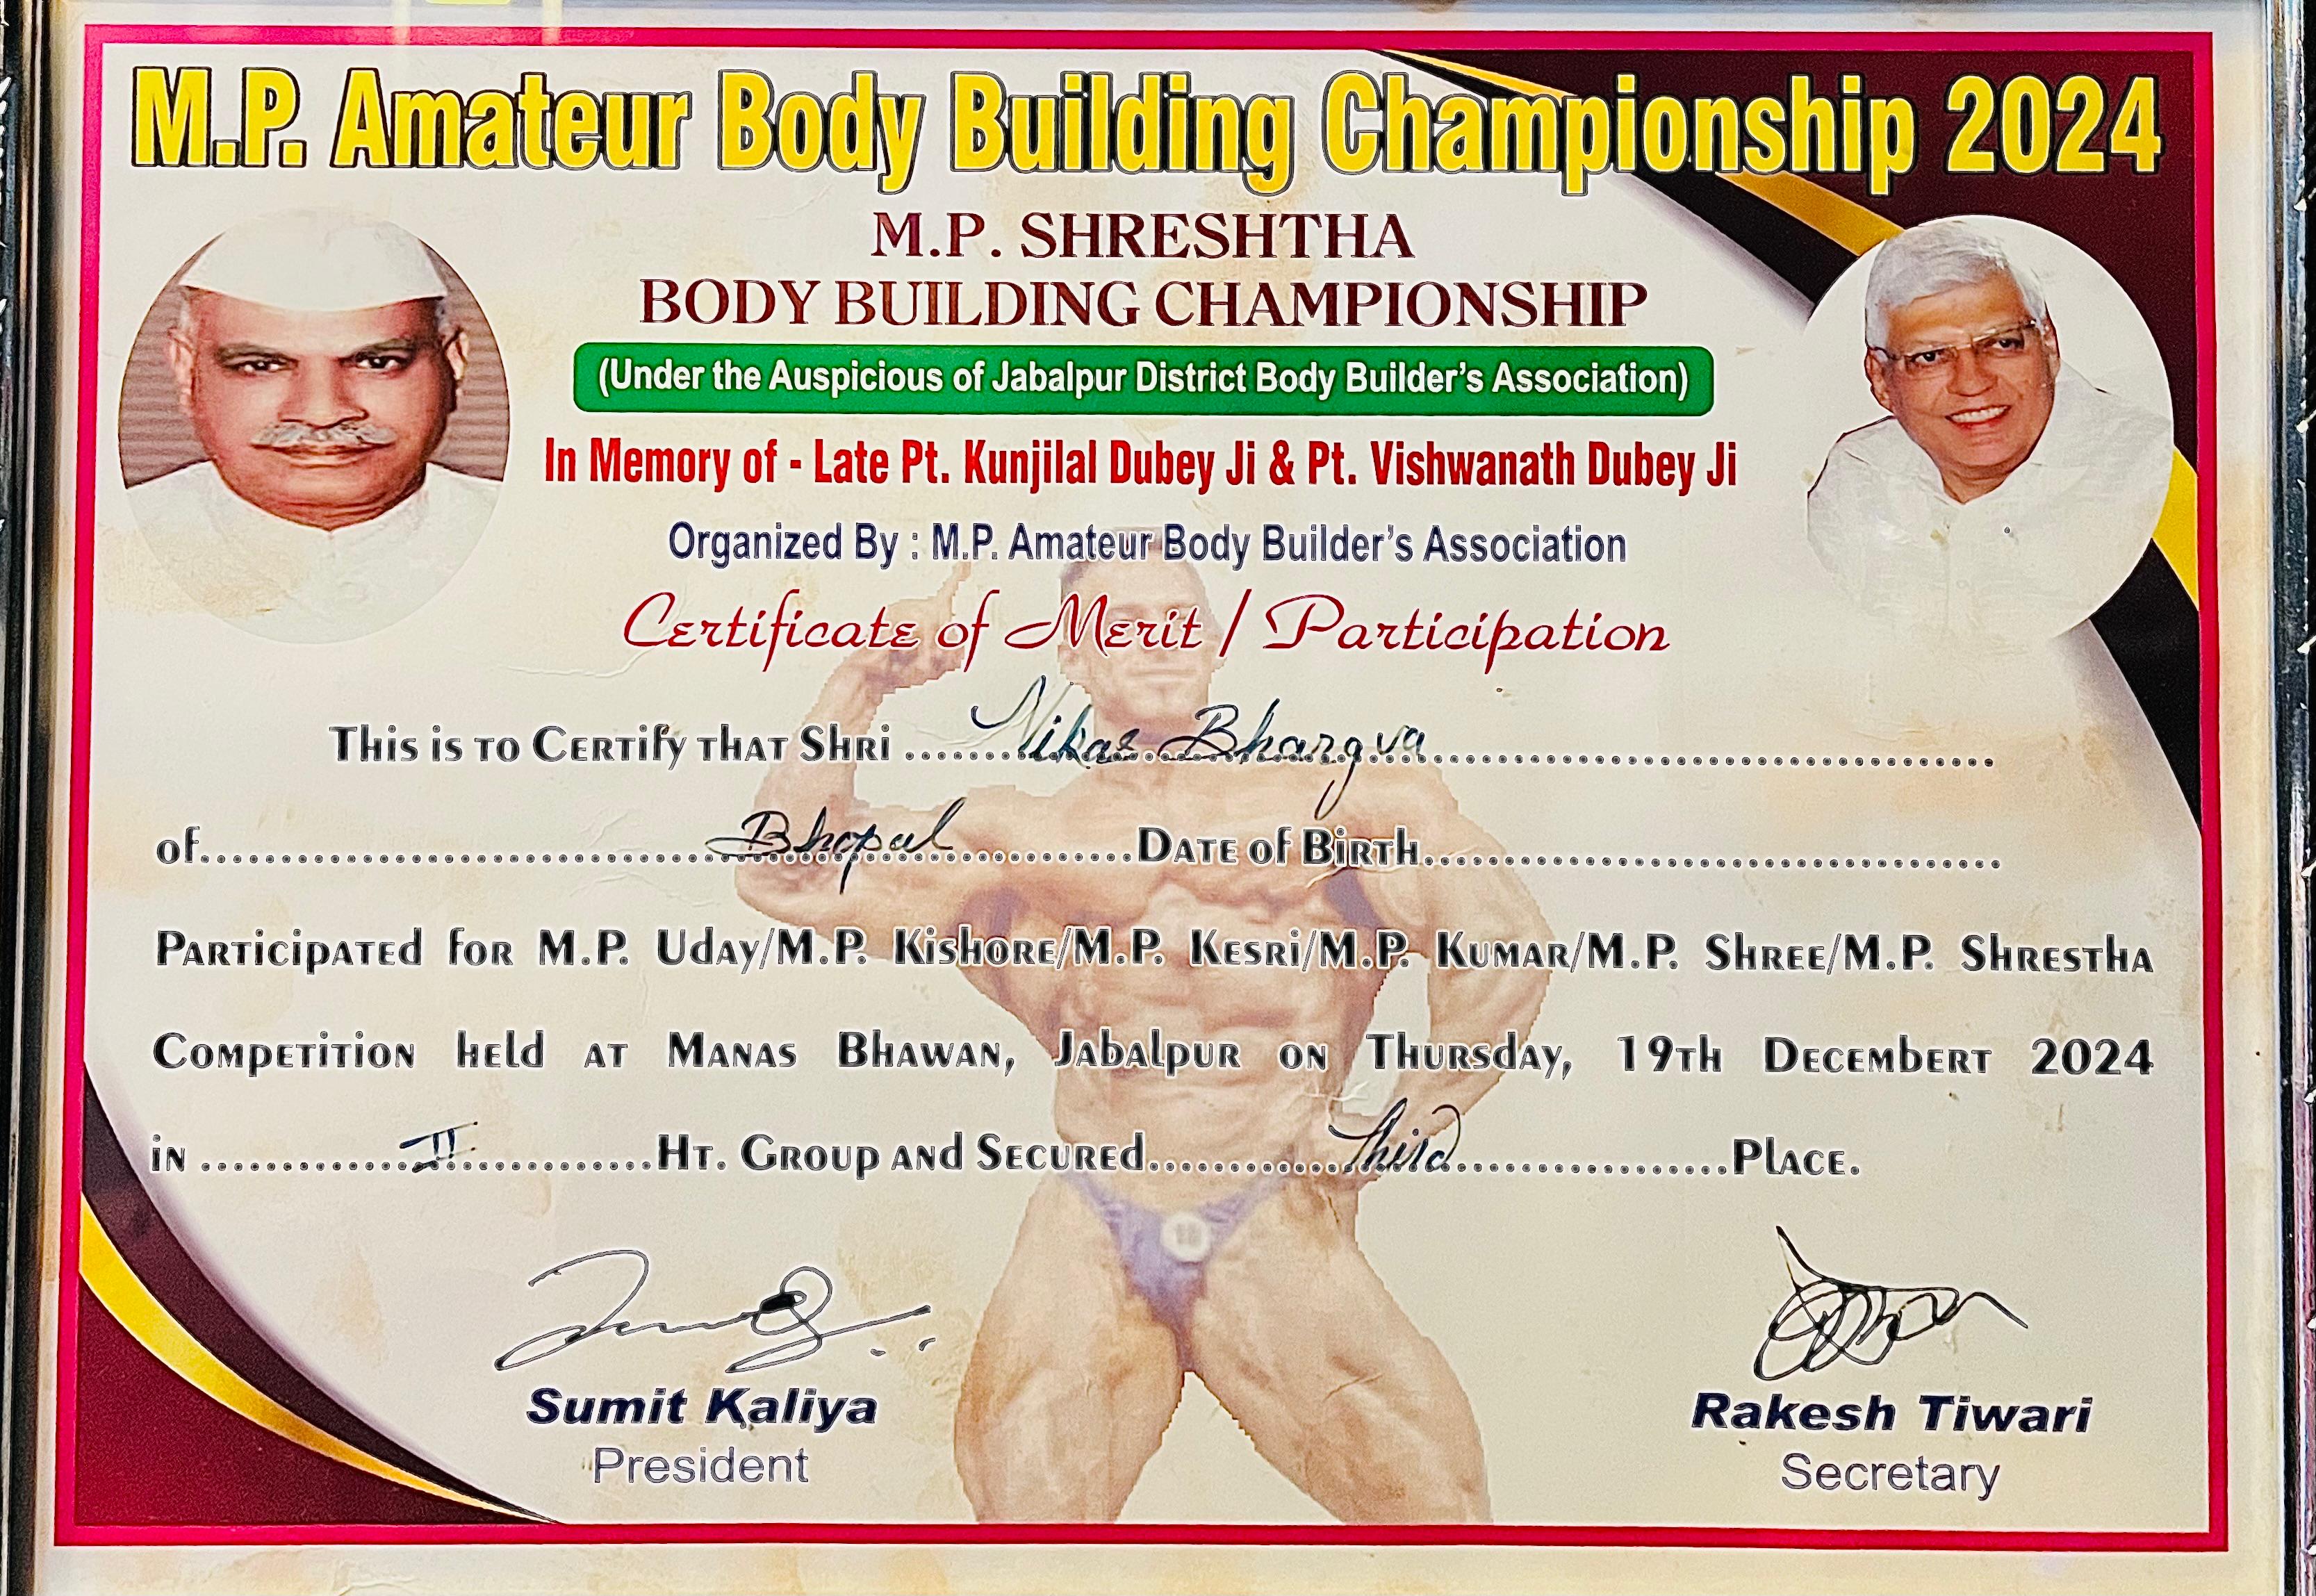 M.P. Amateur Body Building Championship 2024
M.P. SHRESHTHA
BODY BUILDING CHAMPIONSHIP
(Under the Auspicious of Jabalpur District Body Builder's Association)
In Memory of - Late Pt. Kunjilal Dubey Ji & Pt. Vishwanath Dubey Ji
Organized By : M.P. Amateur Body Builder's Association
Certificate of Merit / Participation
This is to Certify that Shri ....... Vikas Bhargva
of.......... Bhopal ..........Date of Birth..........
Participated for M.P. Uday/M.P. Kishore/M.P. Kesri/M.P. Kumar/M.P. Shree/M.P. Shrestha
Competition held at Manas Bhawan, Jabalpur on Thursday, 19th Decembert 2024
in .......... II ..........Ht. Group and Secured.......... Third ..........Place.
Sumit Kaliya
President
Rakesh Tiwari
Secretary